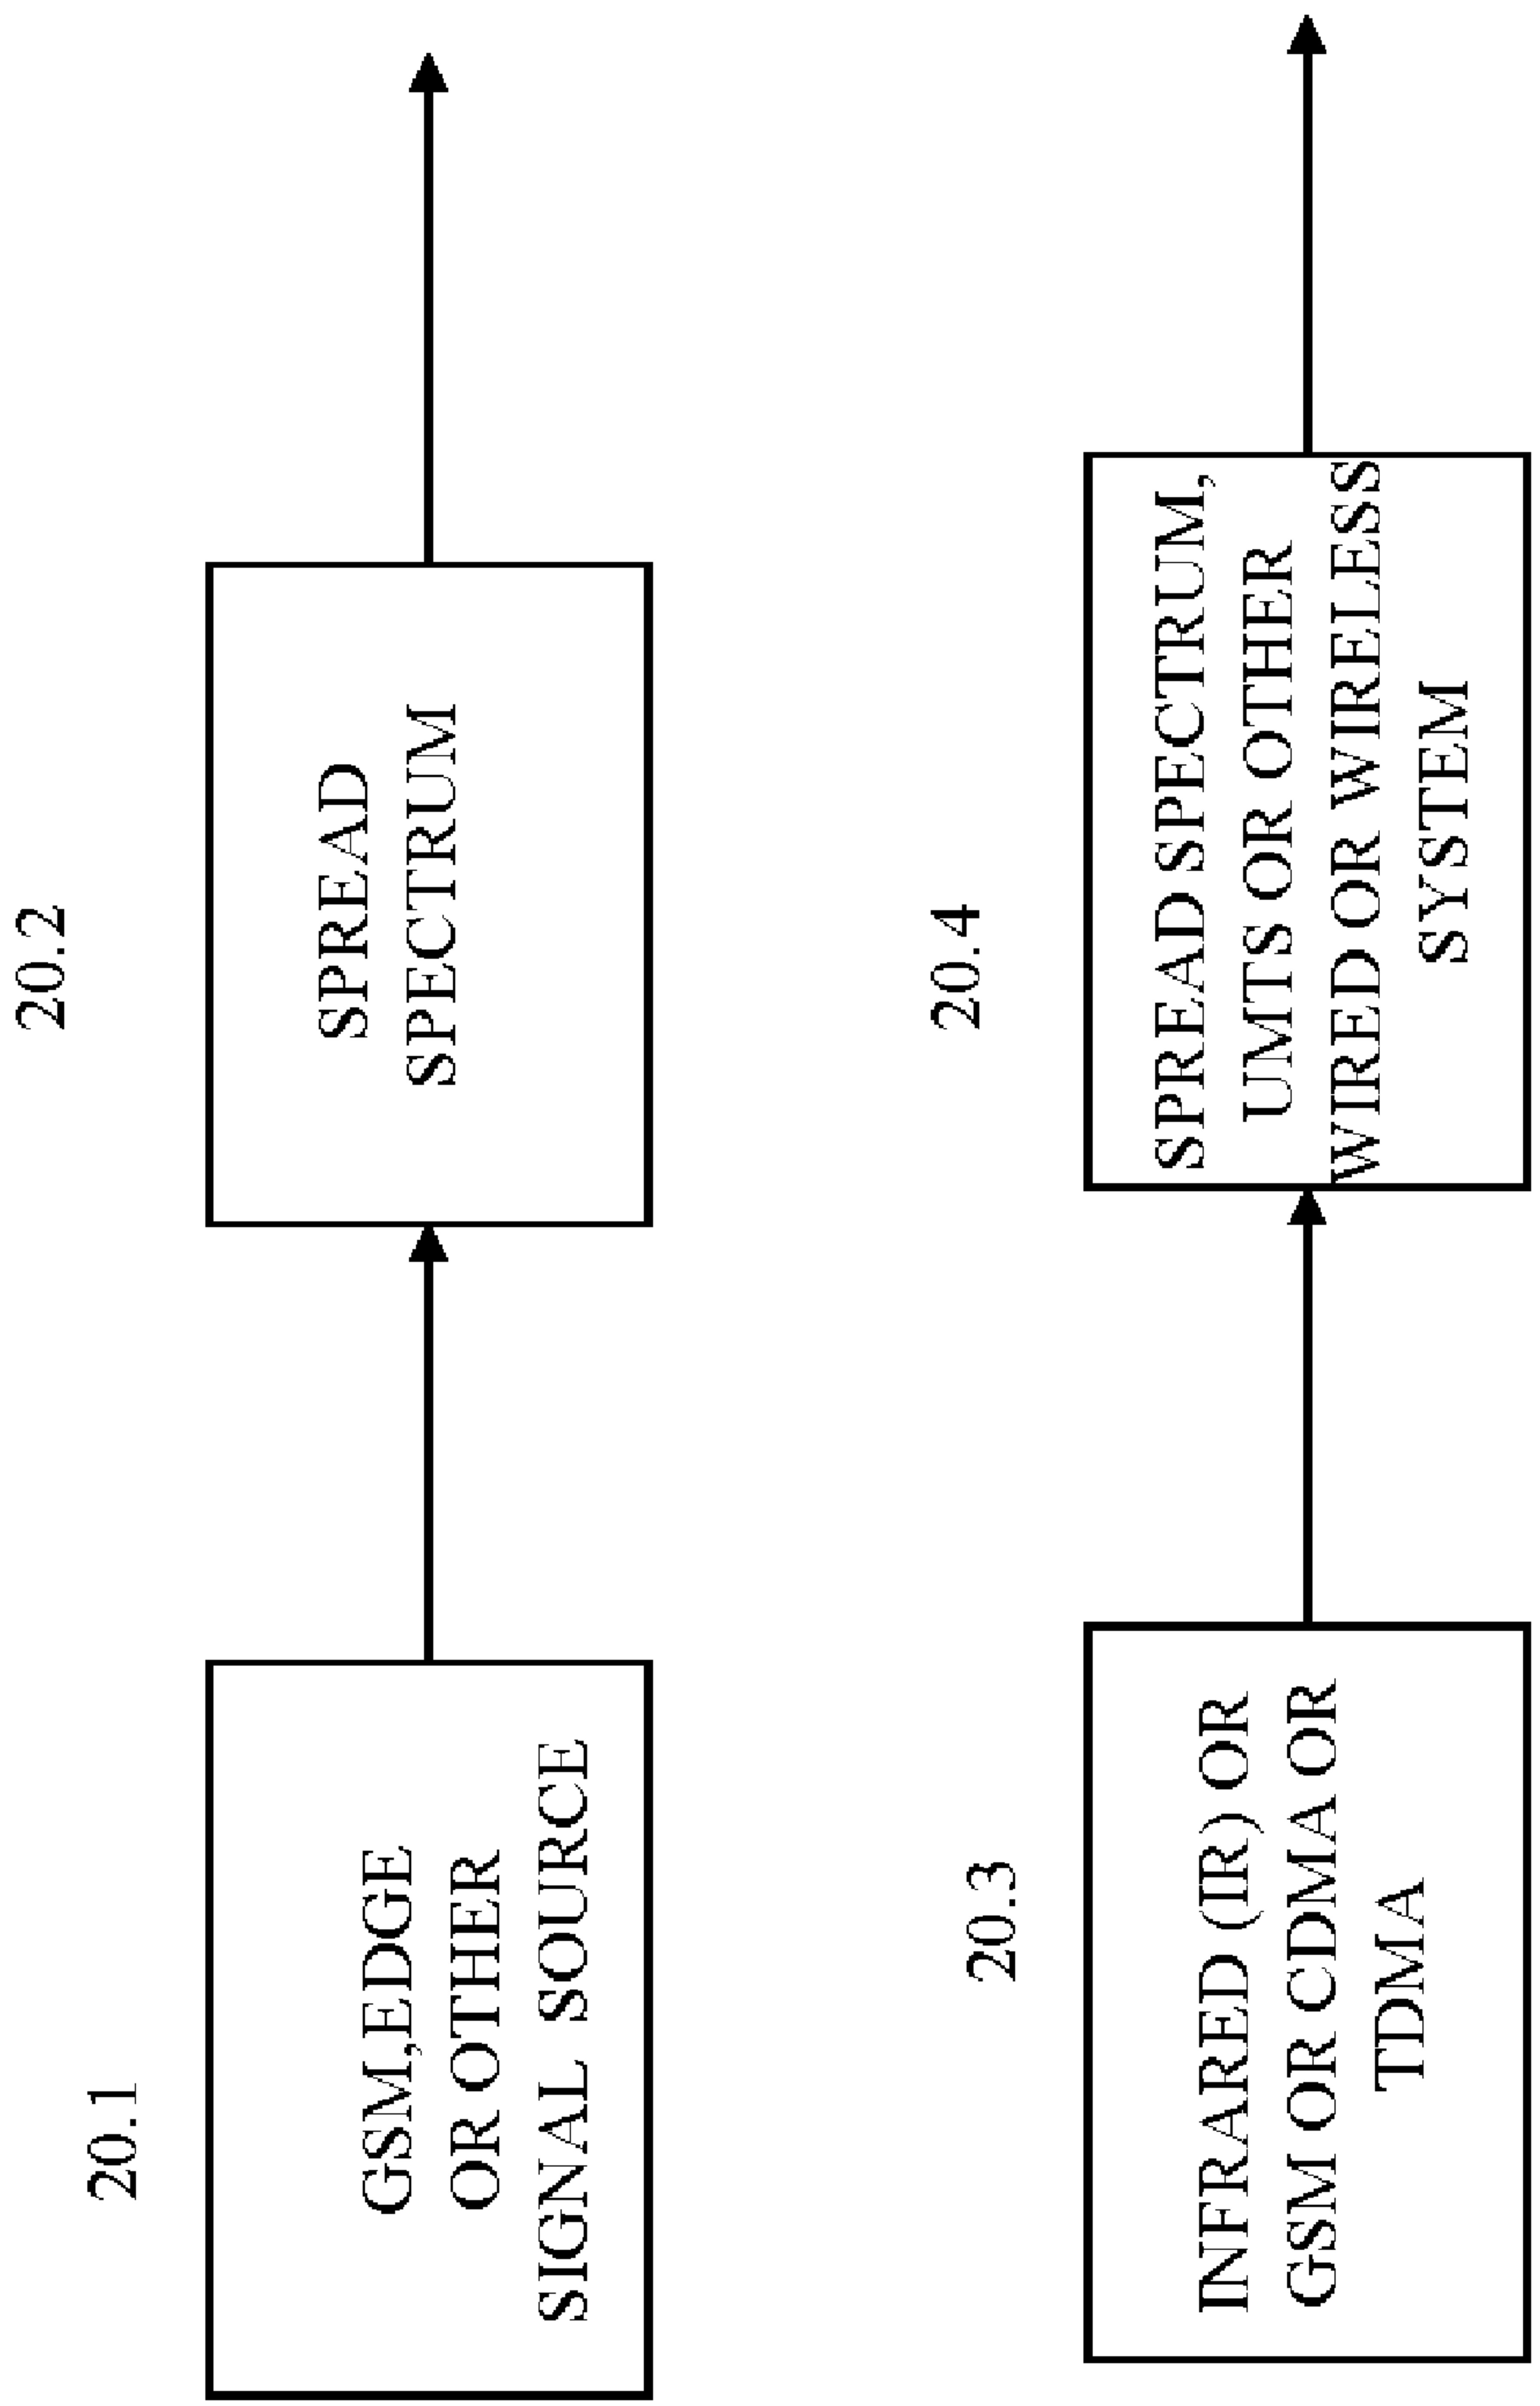 20.1
GSM,EDGE
OR OTHER
SIGNAL SOURCE
20.2
SPREAD
SPECTRUM
20.3
INFRARED (IR) OR
GSM OR CDMA OR
TDMA
20.4
SPREAD SPECTRUM,
UMTS OR OTHER
WIRED OR WIRELESS
SYSTEM